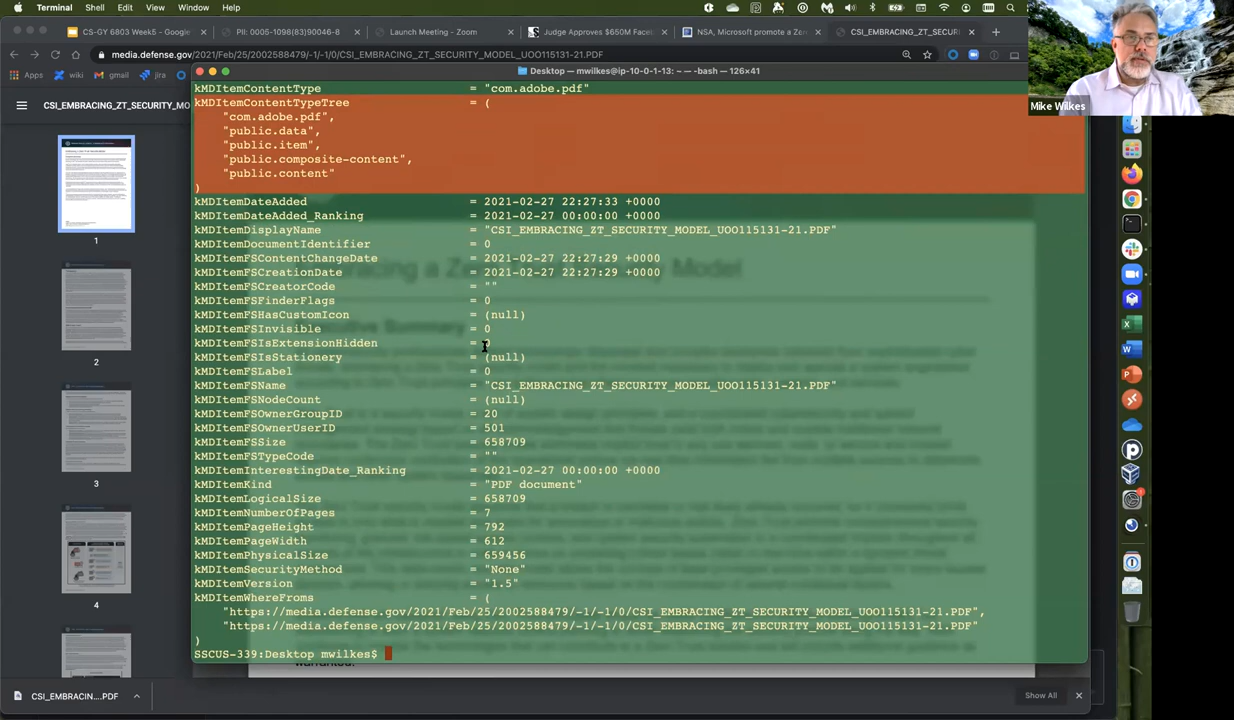 Terminal Shell Edit View Window Help
CS-GY 6803 Week5 - Google
PII: 0005-1098(83)90046-8
Launch Meeting - Zoom
Judge Approves $650M Face
NSA, Microsoft promote a Zero
CSI_EMBRACING_ZT_SECURI
media.defense.gov/2021/Feb/25/2002588479/-1/-1/0/CSI_EMBRACING_ZT_SECURITY_MODEL_UOO115131-21.PDF
Apps wiki gmail jira
Desktop — mwilkes@ip-10-0-1-13: ~ — -bash — 126×41
CSI_EMBRACING_ZT_SECURITY_MO
Mike Wilkes
kMDItemContentType = "com.adobe.pdf"
kMDItemContentTypeTree = (
"com.adobe.pdf",
"public.data",
"public.item",
"public.composite-content",
"public.content"
)
kMDItemDateAdded = 2021-02-27 22:27:33 +0000
kMDItemDateAdded_Ranking = 2021-02-27 00:00:00 +0000
kMDItemDisplayName = "CSI_EMBRACING_ZT_SECURITY_MODEL_UOO115131-21.PDF"
kMDItemDocumentIdentifier = 0
kMDItemFSContentChangeDate = 2021-02-27 22:27:29 +0000
kMDItemFSCreationDate = 2021-02-27 22:27:29 +0000
kMDItemFSCreatorCode = ""
kMDItemFSFinderFlags = 0
kMDItemFSHasCustomIcon = (null)
kMDItemFSInvisible = 0
kMDItemFSIsExtensionHidden = 0
kMDItemFSIsStationery = (null)
kMDItemFSLabel = 0
kMDItemFSName = "CSI_EMBRACING_ZT_SECURITY_MODEL_UOO115131-21.PDF"
kMDItemFSNodeCount = (null)
kMDItemFSOwnerGroupID = 20
kMDItemFSOwnerUserID = 501
kMDItemFSSize = 658709
kMDItemFSTypeCode = ""
kMDItemInterestingDate_Ranking = 2021-02-27 00:00:00 +0000
kMDItemKind = "PDF document"
kMDItemLogicalSize = 658709
kMDItemNumberOfPages = 7
kMDItemPageHeight = 792
kMDItemPageWidth = 612
kMDItemPhysicalSize = 659456
kMDItemSecurityMethod = "None"
kMDItemVersion = "1.5"
kMDItemWhereFroms = (
"https://media.defense.gov/2021/Feb/25/2002588479/-1/-1/0/CSI_EMBRACING_ZT_SECURITY_MODEL_UOO115131-21.PDF",
"https://media.defense.gov/2021/Feb/25/2002588479/-1/-1/0/CSI_EMBRACING_ZT_SECURITY_MODEL_UOO115131-21.PDF"
)
SSCUS-339:Desktop mwilkes$
1
2
3
4
CSI_EMBRACIN....PDF
Show All